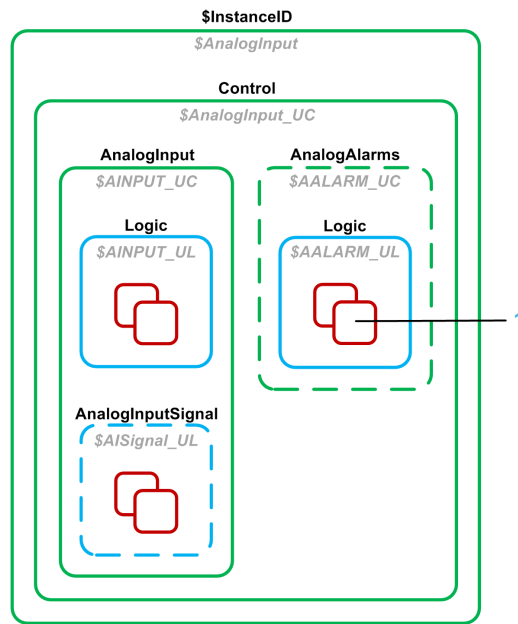 $InstanceID
$AnalogInput
Control
$AnalogInput_UC
AnalogInput
$AINPUT_UC
AnalogAlarms
$AALARM_UC
Logic
$AINPUT_UL
Logic
$AALARM_UL
AnalogInputSignal
$AISignal_UL